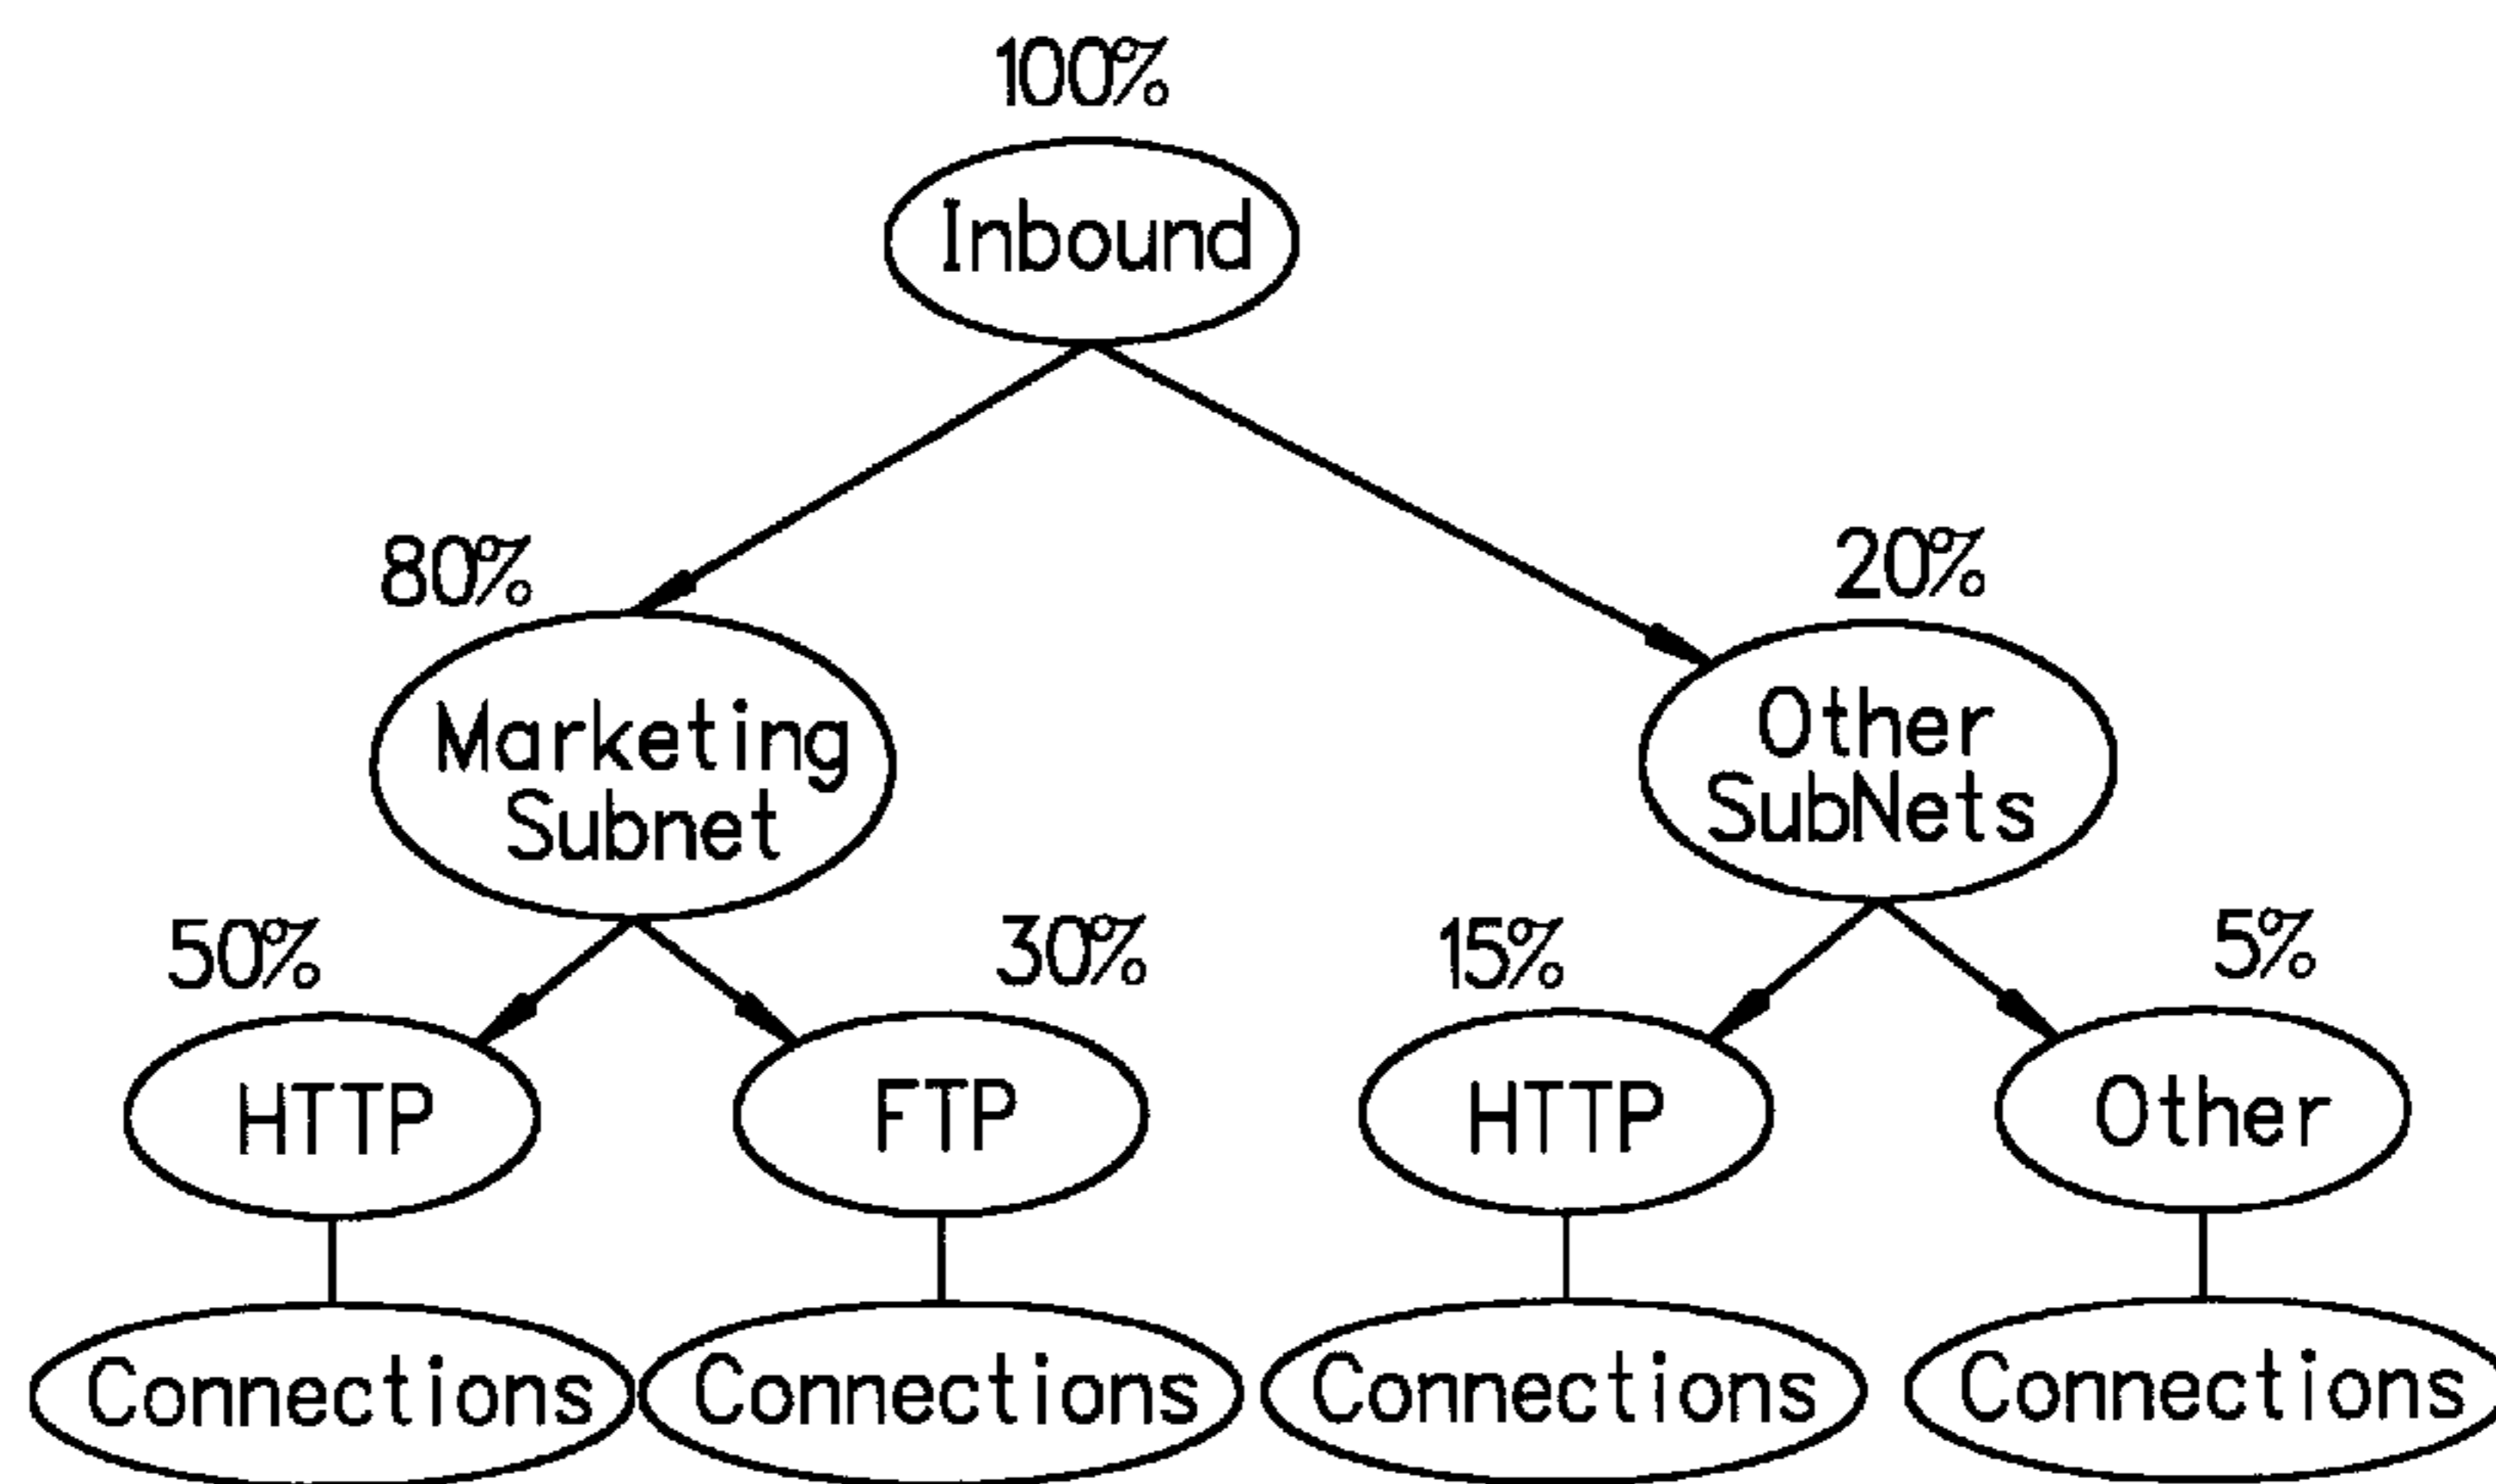 100%
Inbound
80%
20%
Marketing
Subnet
Other
SubNets
50%
30%
15%
5%
HTTP
FTP
HTTP
Other
Connections
Connections
Connections
Connections